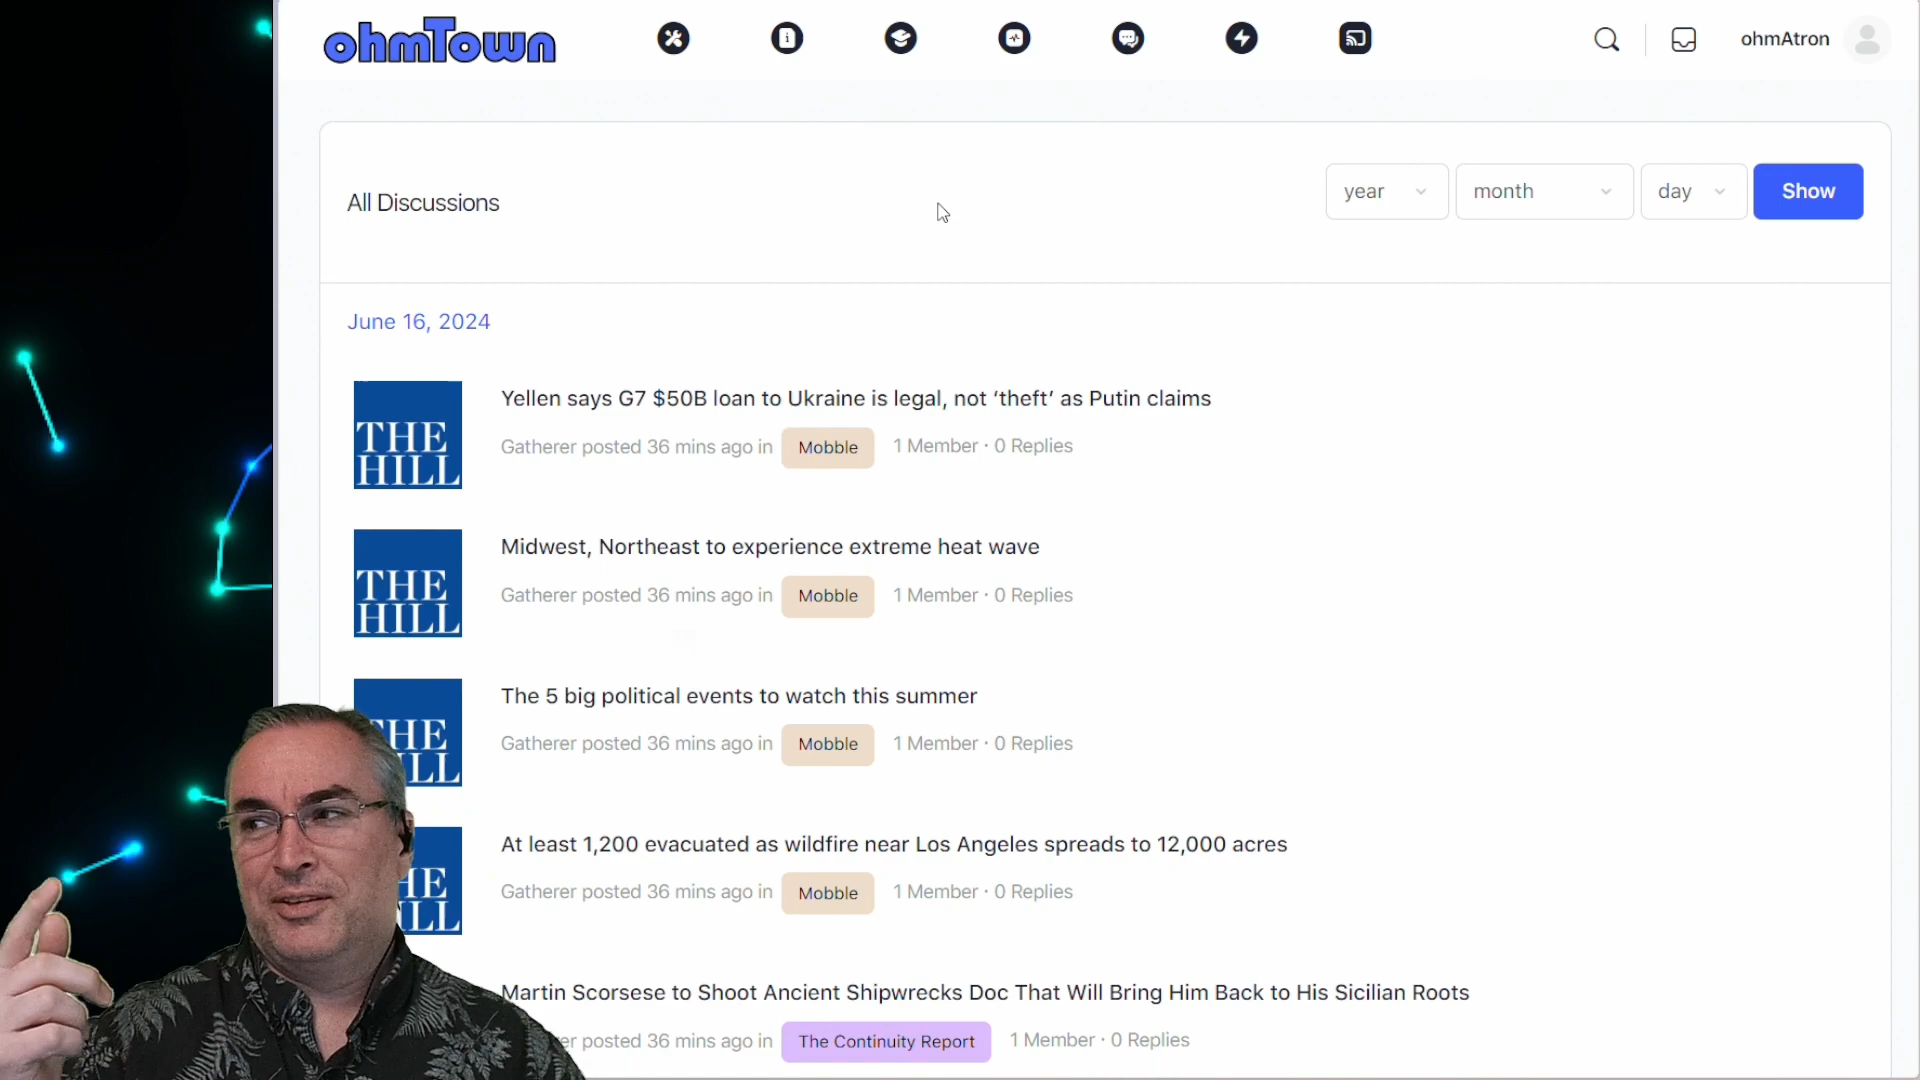 ohmTown
ohmAtron
All Discussions
year
month
day
Show
June 16, 2024
THE
HILL
Yellen says G7 $50B loan to Ukraine is legal, not ‘theft’ as Putin claims
Gatherer posted 36 mins ago in Mobble 1 Member · 0 Replies
THE
HILL
Midwest, Northeast to experience extreme heat wave
Gatherer posted 36 mins ago in Mobble 1 Member · 0 Replies
HE
LL
The 5 big political events to watch this summer
Gatherer posted 36 mins ago in Mobble 1 Member · 0 Replies
HE
LL
At least 1,200 evacuated as wildfire near Los Angeles spreads to 12,000 acres
Gatherer posted 36 mins ago in Mobble 1 Member · 0 Replies
Martin Scorsese to Shoot Ancient Shipwrecks Doc That Will Bring Him Back to His Sicilian Roots
er posted 36 mins ago in The Continuity Report 1 Member · 0 Replies